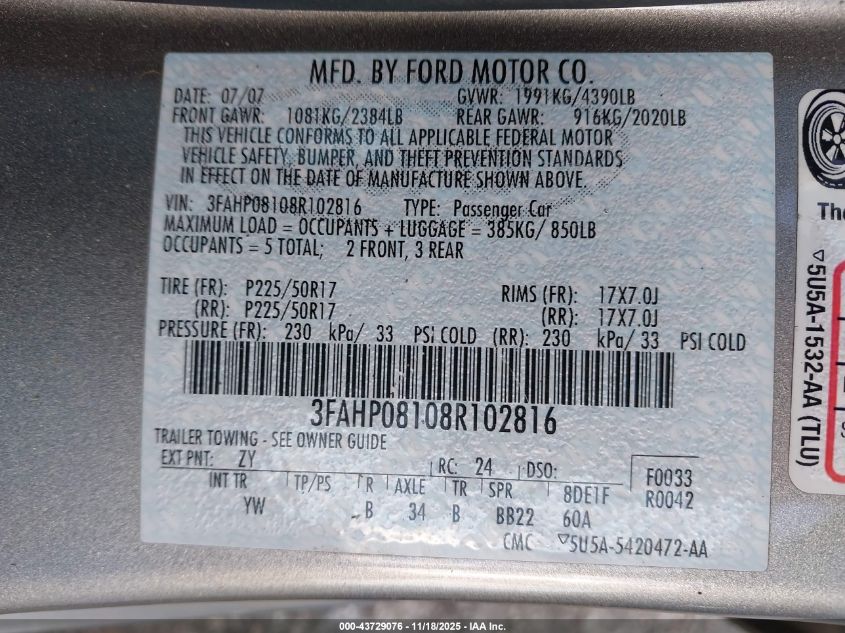 MFD. BY FORD MOTOR CO.
DATE: 07/07 GVWR: 1991KG/4390LB
FRONT GAWR: 1081KG/2384LB REAR GAWR: 916KG/2020LB
THIS VEHICLE CONFORMS TO ALL APPLICABLE FEDERAL MOTOR
VEHICLE SAFETY, BUMPER, AND THEFT PREVENTION STANDARDS
IN EFFECT ON THE DATE OF MANUFACTURE SHOWN ABOVE.
VIN: 3FAHP08108R102816 TYPE: Passenger Car
MAXIMUM LOAD = OCCUPANTS + LUGGAGE = 385KG/ 850LB
OCCUPANTS = 5 TOTAL; 2 FRONT, 3 REAR
TIRE (FR): P225/50R17 RIMS (FR): 17X7.0J
(RR): P225/50R17 (RR): 17X7.0J
PRESSURE (FR): 230 kPa/ 33 PSI COLD (RR): 230 kPa/ 33 PSI COLD
3FAHP08108R102816
TRAILER TOWING - SEE OWNER GUIDE
EXT PNT: ZY RC: 24 DSO: F0033
INT TR TP/PS R AXLE TR SPR 8DE1F R0042
YW B 34 B BB22 60A
CMC ▽5U5A-5420472-AA
The
▽5U5A-1532-AA (TLU)
000-43729076 - 11/18/2025 - IAA Inc.